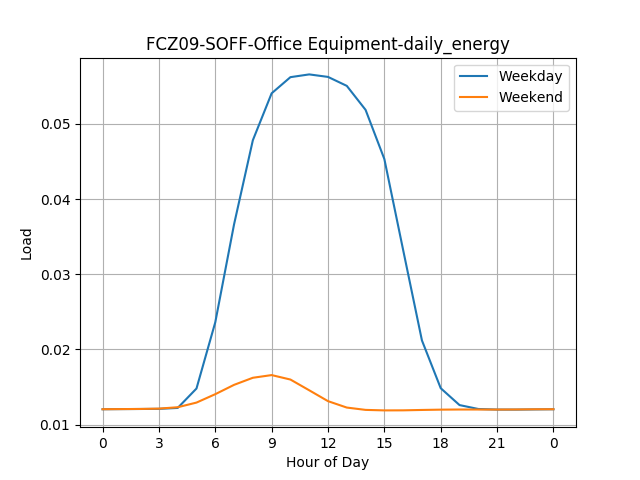 FCZ09-SOFF-Office Equipment-daily_energy
Weekday
Weekend
Load
0.05
0.04
0.03
0.02
0.01
0 3 6 9 12 15 18 21 0
Hour of Day